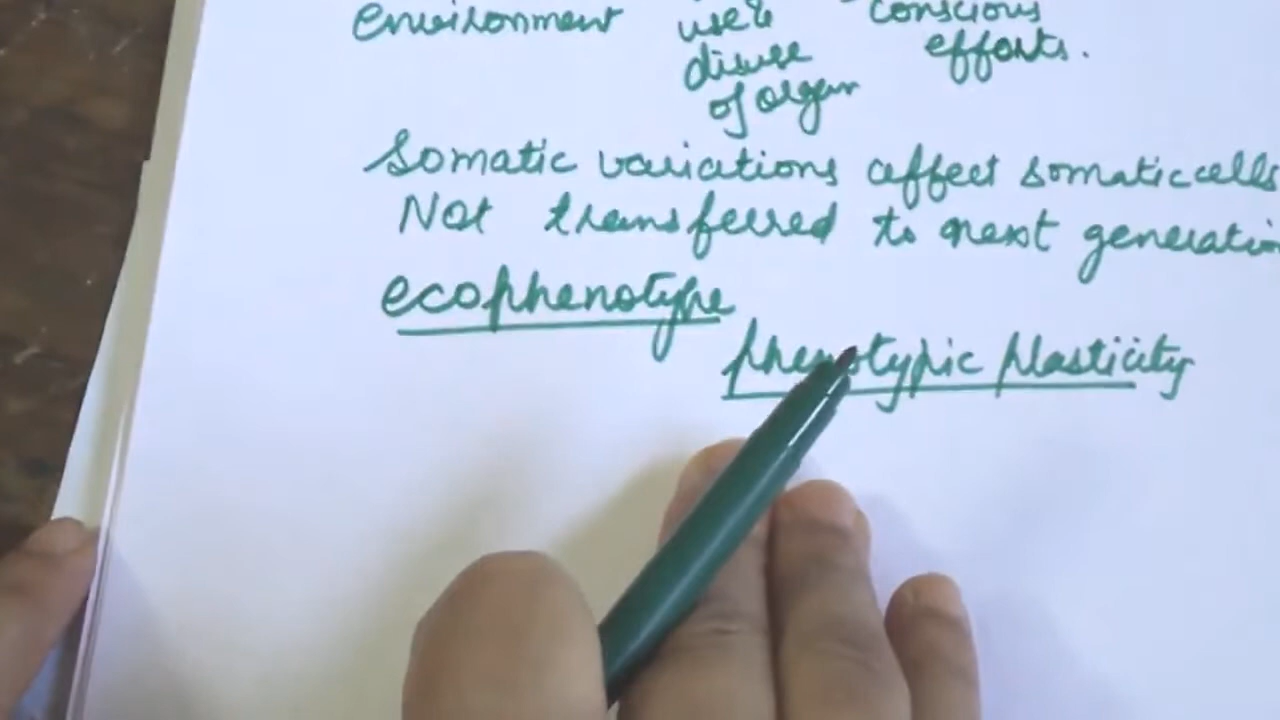 environment use & conscious
disuse efforts.
of organ
Somatic variations affect somatic cells
Not transferred to next generation
ecophenotype
phenotypic plasticity